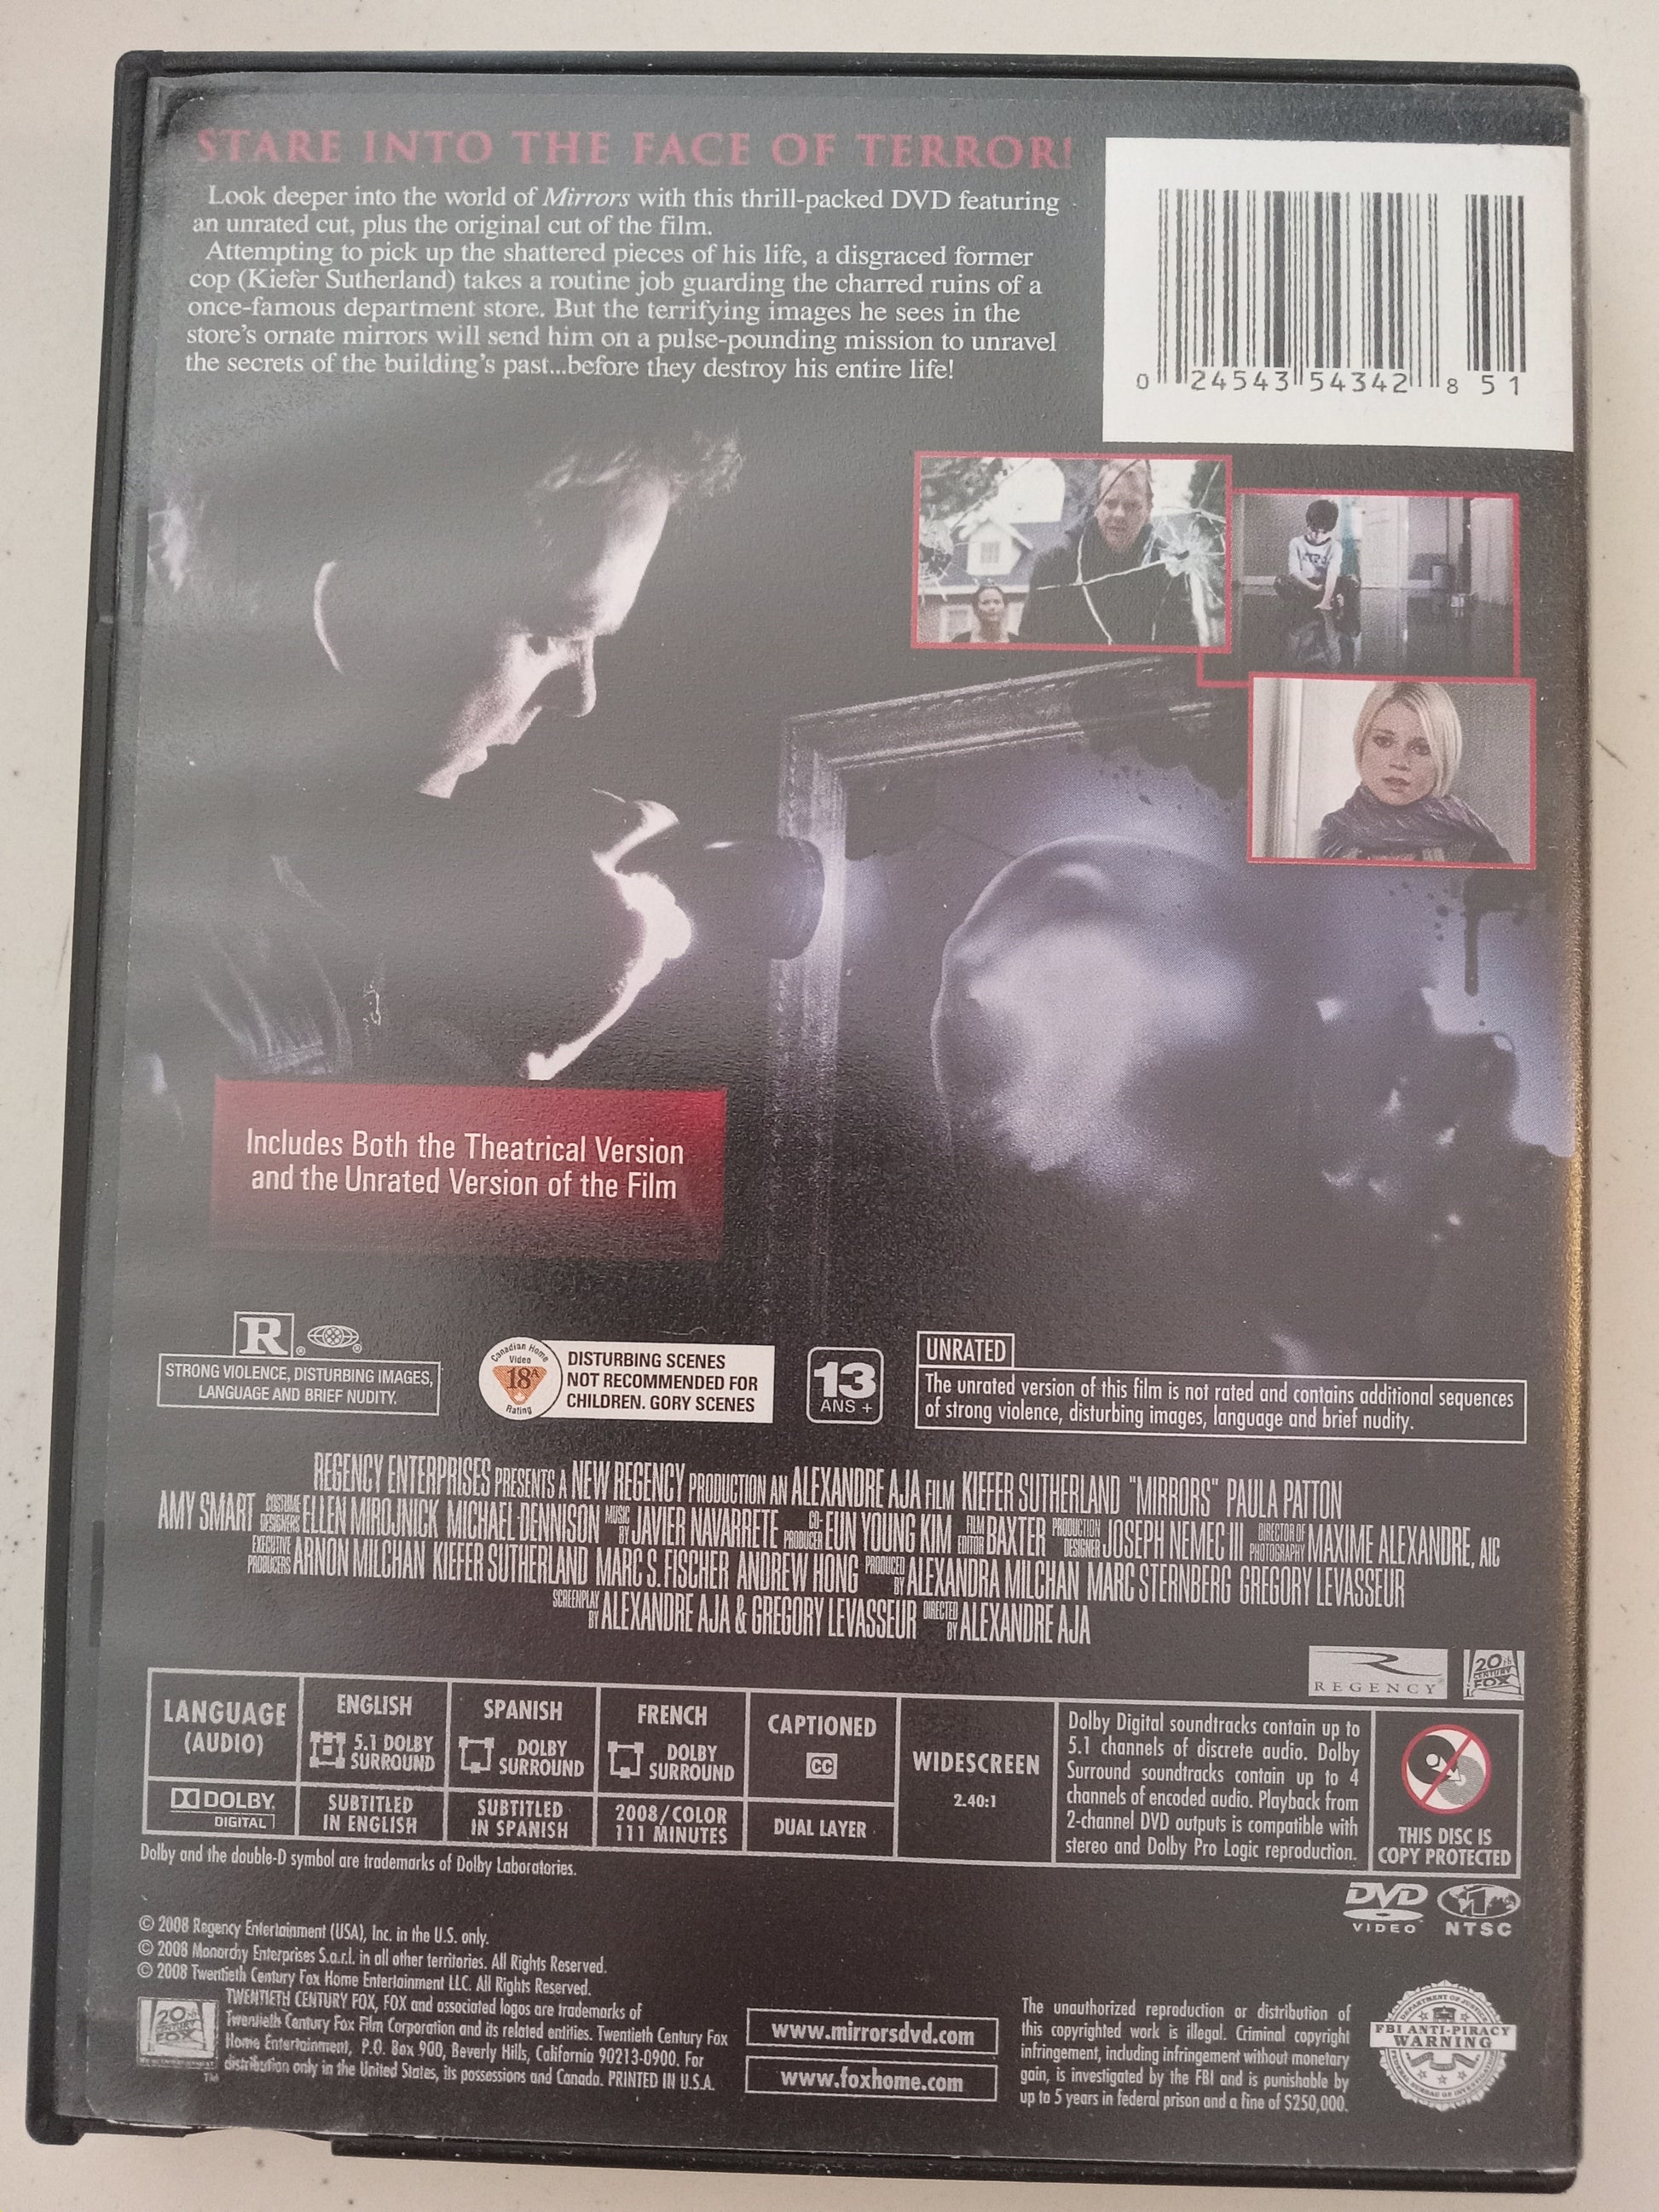 STARE INTO THE FACE OF TERROR!
Look deeper into the world of Mirrors with this thrill-packed DVD featuring
an unrated cut, plus the original cut of the film.
Attempting to pick up the shattered pieces of his life, a disgraced former
cop (Kiefer Sutherland) takes a routine job guarding the charred ruins of a
once-famous department store. But the terrifying images he sees in the
store's ornate mirrors will send him on a pulse-pounding mission to unravel
the secrets of the building's past...before they destroy his entire life!
0 24543 54342 8 51
Includes Both the Theatrical Version
and the Unrated Version of the Film
R ®
STRONG VIOLENCE, DISTURBING IMAGES,
LANGUAGE AND BRIEF NUDITY.
Canadian Home
Video
18A
Rating
DISTURBING SCENES
NOT RECOMMENDED FOR
CHILDREN. GORY SCENES
13
ANS +
UNRATED
The unrated version of this film is not rated and contains additional sequences
of strong violence, disturbing images, language and brief nudity.
REGENCY ENTERPRISES PRESENTS A NEW REGENCY PRODUCTION AN ALEXANDRE AJA FILM KIEFER SUTHERLAND "MIRRORS" PAULA PATTON
AMY SMART COSTUME DESIGNERS ELLEN MIROJNICK MICHAEL DENNISON MUSIC BY JAVIER NAVARRETE CO-PRODUCER EUN YOUNG KIM FILM EDITOR BAXTER PRODUCTION DESIGNER JOSEPH NEMEC III DIRECTOR OF PHOTOGRAPHY MAXIME ALEXANDRE, AIC
EXECUTIVE PRODUCERS ARNON MILCHAN KIEFER SUTHERLAND MARC S. FISCHER ANDREW HONG PRODUCED BY ALEXANDRA MILCHAN MARC STERNBERG GREGORY LEVASSEUR
SCREENPLAY BY ALEXANDRE AJA & GREGORY LEVASSEUR DIRECTED BY ALEXANDRE AJA
REGENCY
20th
CENTURY
FOX
LANGUAGE
(AUDIO)
DOLBY
DIGITAL
ENGLISH
5.1 DOLBY
SURROUND
SUBTITLED
IN ENGLISH
SPANISH
DOLBY
SURROUND
SUBTITLED
IN SPANISH
FRENCH
DOLBY
SURROUND
2008/COLOR
111 MINUTES
CAPTIONED
CC
DUAL LAYER
WIDESCREEN
2.40:1
Dolby Digital soundtracks contain up to
5.1 channels of discrete audio. Dolby
Surround soundtracks contain up to 4
channels of encoded audio. Playback from
2-channel DVD outputs is compatible with
stereo and Dolby Pro Logic reproduction.
THIS DISC IS
COPY PROTECTED
Dolby and the double-D symbol are trademarks of Dolby Laboratories.
DVD
VIDEO
1
NTSC
© 2008 Regency Entertainment (USA), Inc. in the U.S. only.
© 2008 Monarchy Enterprises S.a.r.l. in all other territories. All Rights Reserved.
© 2008 Twentieth Century Fox Home Entertainment LLC. All Rights Reserved.
20th
CENTURY
FOX
TM
TWENTIETH CENTURY FOX, FOX and associated logos are trademarks of
Twentieth Century Fox Film Corporation and its related entities. Twentieth Century Fox
Home Entertainment, P.O. Box 900, Beverly Hills, California 90213-0900. For
distribution only in the United States, its possessions and Canada. PRINTED IN U.S.A.
www.mirrorsdvd.com
www.foxhome.com
The unauthorized reproduction or distribution of
this copyrighted work is illegal. Criminal copyright
infringement, including infringement without monetary
gain, is investigated by the FBI and is punishable by
up to 5 years in federal prison and a fine of $250,000.
FBI ANTI-PIRACY
WARNING